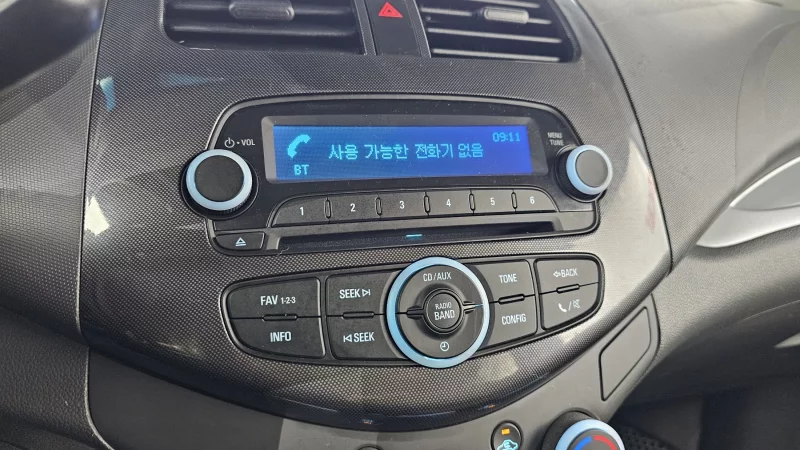 ⏻•VOL
09:11
MENU
TUNE
사용 가능한 전화기 없음
BT
1 2 3 4 5 6
FAV 1-2-3
SEEK
CD/AUX
TONE
BACK
RADIO
BAND
INFO
SEEK
CONFIG